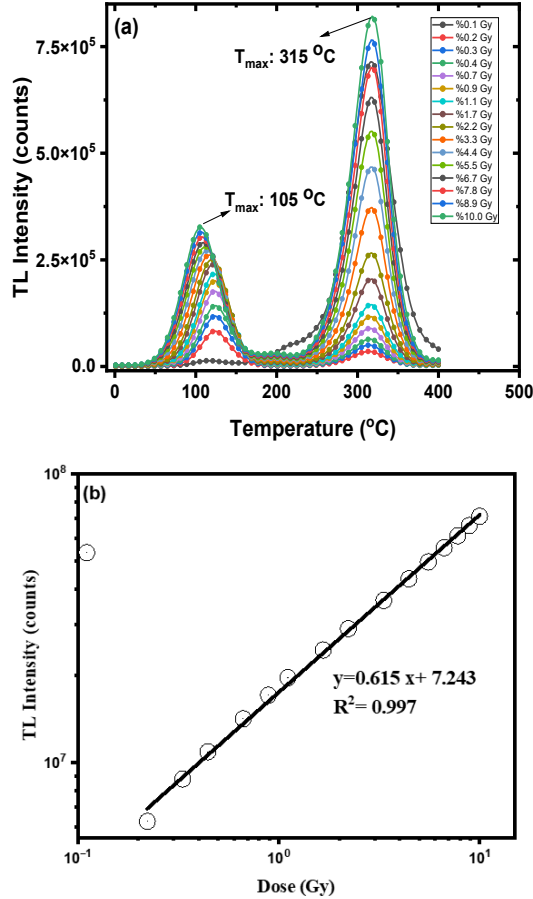 (a)
T_max: 315 °C
T_max: 105 °C
%0.1 Gy
%0.2 Gy
%0.3 Gy
%0.4 Gy
%0.7 Gy
%0.9 Gy
%1.1 Gy
%1.7 Gy
%2.2 Gy
%3.3 Gy
%4.4 Gy
%5.5 Gy
%6.7 Gy
%7.8 Gy
%8.9 Gy
%10.0 Gy
TL Intensity (counts)
7.5×10⁵
5.0×10⁵
2.5×10⁵
0.0
0 100 200 300 400 500
Temperature (°C)
(b)
TL Intensity (counts)
10⁸
10⁷
y=0.615 x+ 7.243
R²= 0.997
10⁻¹ 10⁰ 10¹
Dose (Gy)